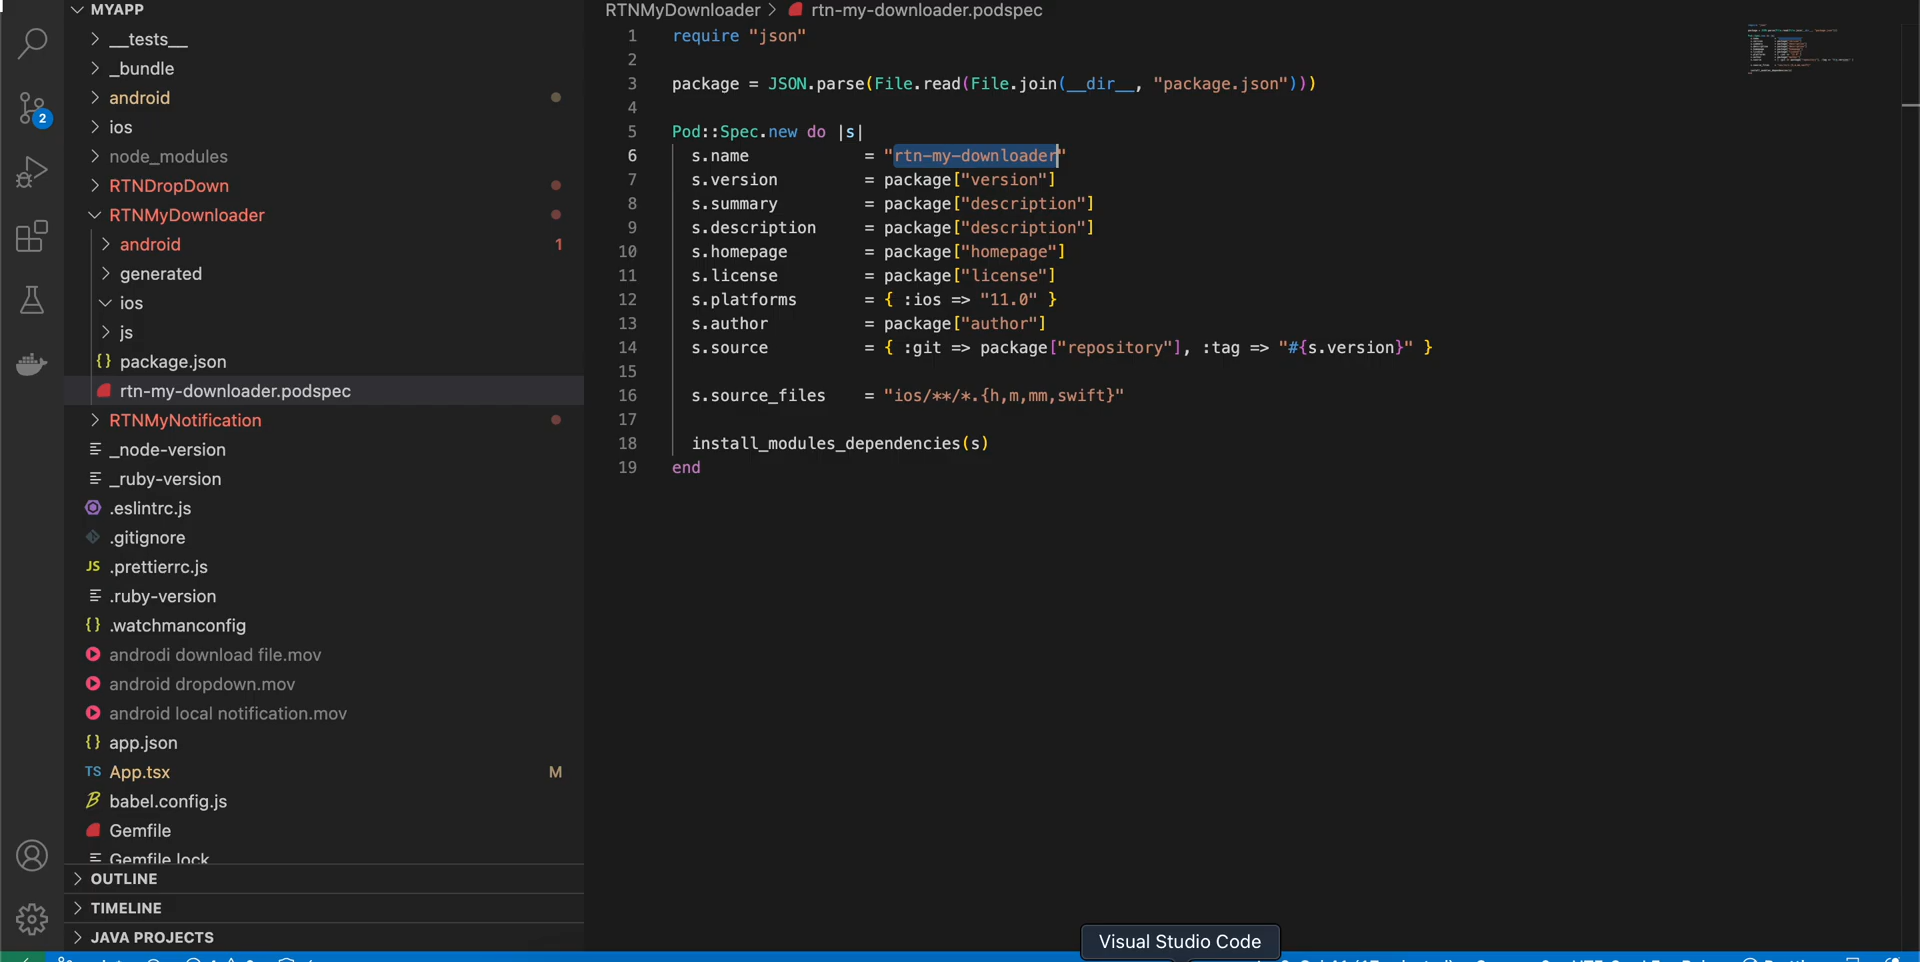 MYAPP
__tests__
_bundle
android
ios
node_modules
RTNDropDown
RTNMyDownloader
android 1
generated
ios
js
{} package.json
rtn-my-downloader.podspec
RTNMyNotification
_node-version
_ruby-version
.eslintrc.js
.gitignore
JS .prettierrc.js
.ruby-version
{} .watchmanconfig
androdi download file.mov
android dropdown.mov
android local notification.mov
{} app.json
TS App.tsx M
babel.config.js
Gemfile
Gemfile.lock
OUTLINE
TIMELINE
JAVA PROJECTS
2
RTNMyDownloader > rtn-my-downloader.podspec
1 require "json"
2
3 package = JSON.parse(File.read(File.join(__dir__, "package.json")))
4
5 Pod::Spec.new do |s|
6 s.name = "rtn-my-downloader"
7 s.version = package["version"]
8 s.summary = package["description"]
9 s.description = package["description"]
10 s.homepage = package["homepage"]
11 s.license = package["license"]
12 s.platforms = { :ios => "11.0" }
13 s.author = package["author"]
14 s.source = { :git => package["repository"], :tag => "#{s.version}" }
15
16 s.source_files = "ios/**/*.{h,m,mm,swift}"
17
18 install_modules_dependencies(s)
19 end
Visual Studio Code